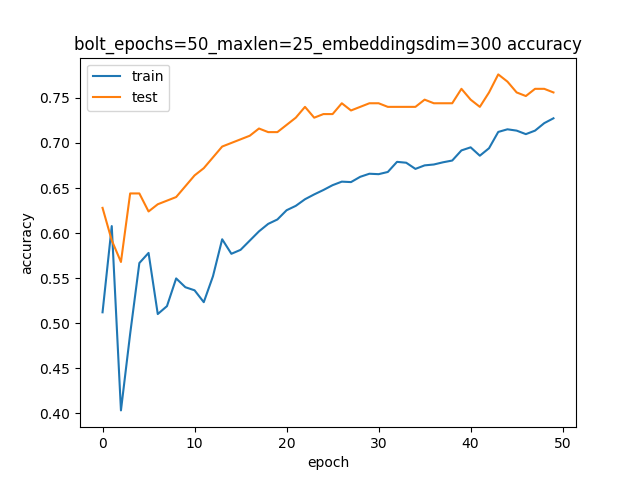 bolt_epochs=50_maxlen=25_embeddingsdim=300 accuracy
train
test
accuracy
0.75
0.70
0.65
0.60
0.55
0.50
0.45
0.40
0 10 20 30 40 50
epoch